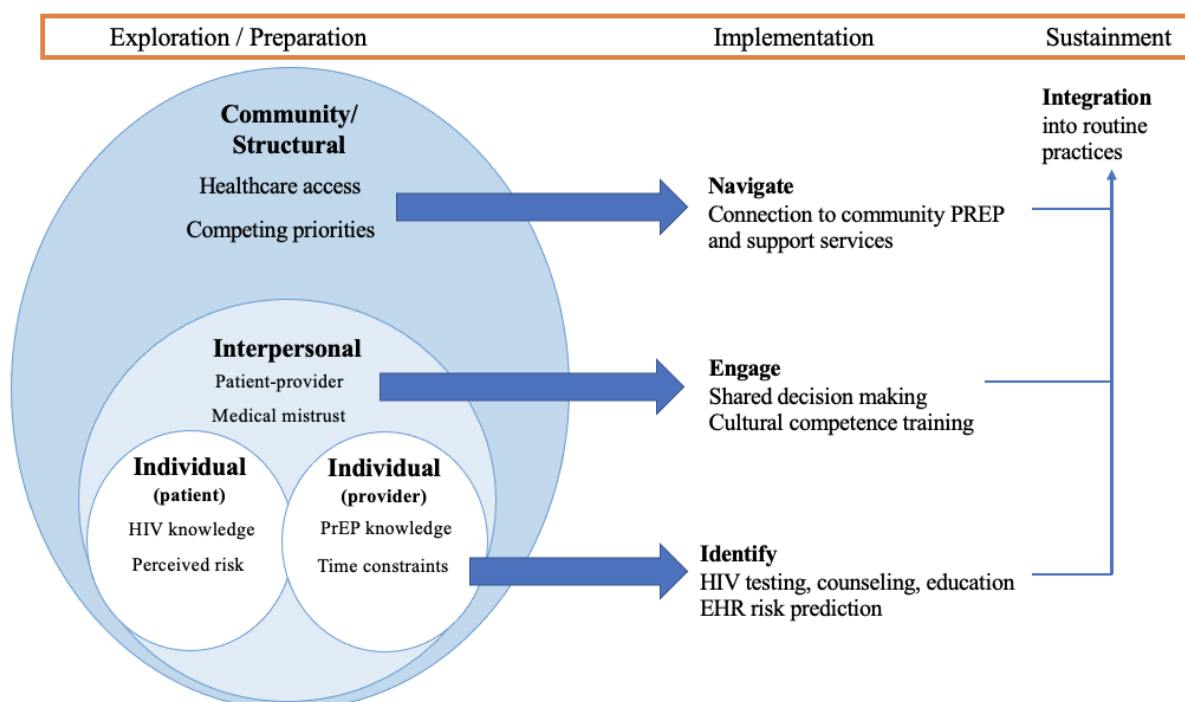 Exploration / Preparation
Implementation
Sustainment
Community/
Structural
Healthcare access
Competing priorities
Interpersonal
Patient-provider
Medical mistrust
Individual
(patient)
HIV knowledge
Perceived risk
Individual
(provider)
PrEP knowledge
Time constraints
Navigate
Connection to community PREP
and support services
Engage
Shared decision making
Cultural competence training
Identify
HIV testing, counseling, education
EHR risk prediction
Integration
into routine
practices